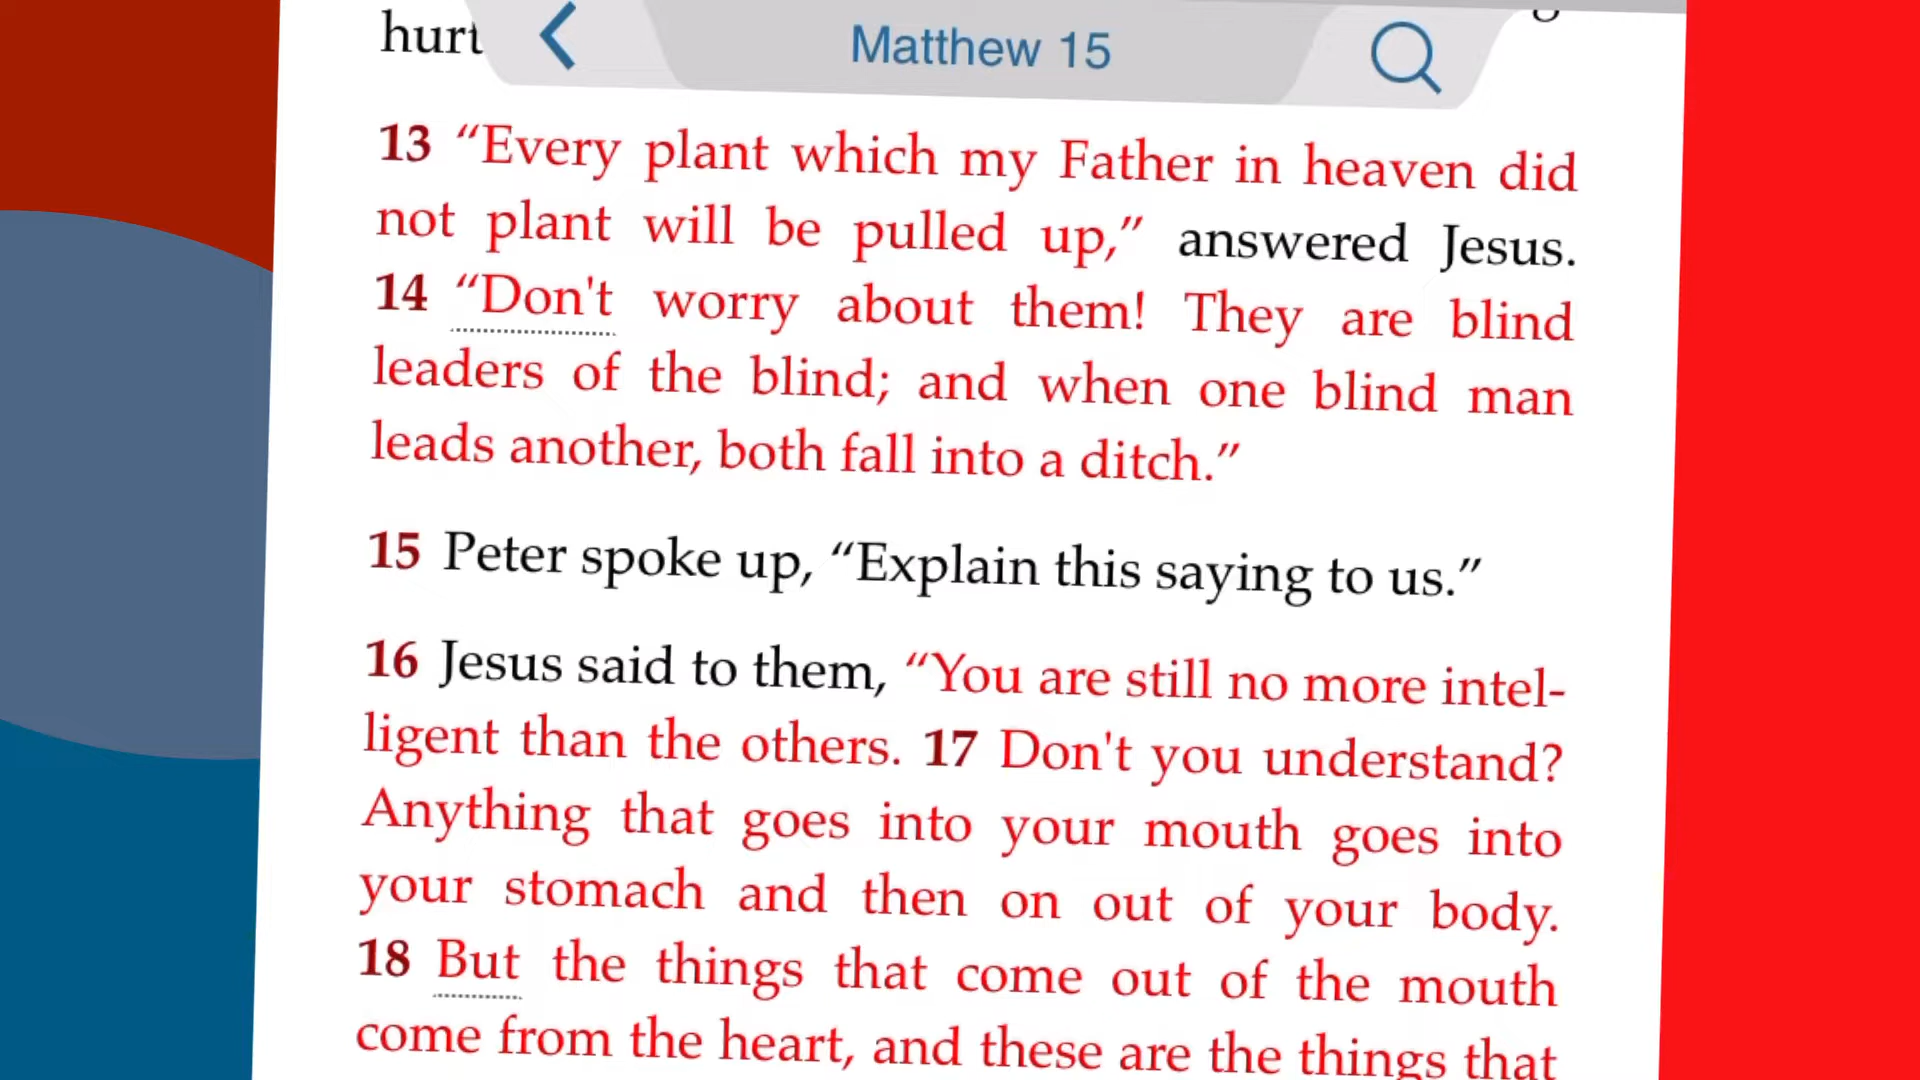 hurt
Matthew 15
13 “Every plant which my Father in heaven did
not plant will be pulled up,” answered Jesus.
14 “Don't worry about them! They are blind
leaders of the blind; and when one blind man
leads another, both fall into a ditch.”
15 Peter spoke up, “Explain this saying to us.”
16 Jesus said to them, “You are still no more intel-
ligent than the others. 17 Don't you understand?
Anything that goes into your mouth goes into
your stomach and then on out of your body.
18 But the things that come out of the mouth
come from the heart, and these are the things that